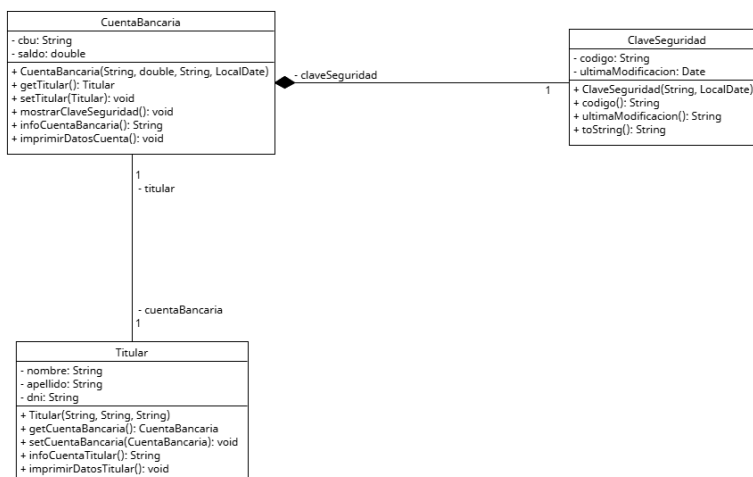 CuentaBancaria
- cbu: String
- saldo: double
+ CuentaBancaria(String, double, String, LocalDate)
+ getTitular(): Titular
+ setTitular(Titular): void
+ mostrarClaveSeguridad(): void
+ infoCuentaBancaria(): String
+ imprimirDatosCuenta(): void
- claveSeguridad
1
ClaveSeguridad
- codigo: String
- ultimaModificacion: Date
+ ClaveSeguridad(String, LocalDate)
+ codigo(): String
+ ultimaModificacion(): String
+ toString(): String
1
- titular
- cuentaBancaria
1
Titular
- nombre: String
- apellido: String
- dni: String
+ Titular(String, String, String)
+ getCuentaBancaria(): CuentaBancaria
+ setCuentaBancaria(CuentaBancaria): void
+ infoCuentaTitular(): String
+ imprimirDatosTitular(): void